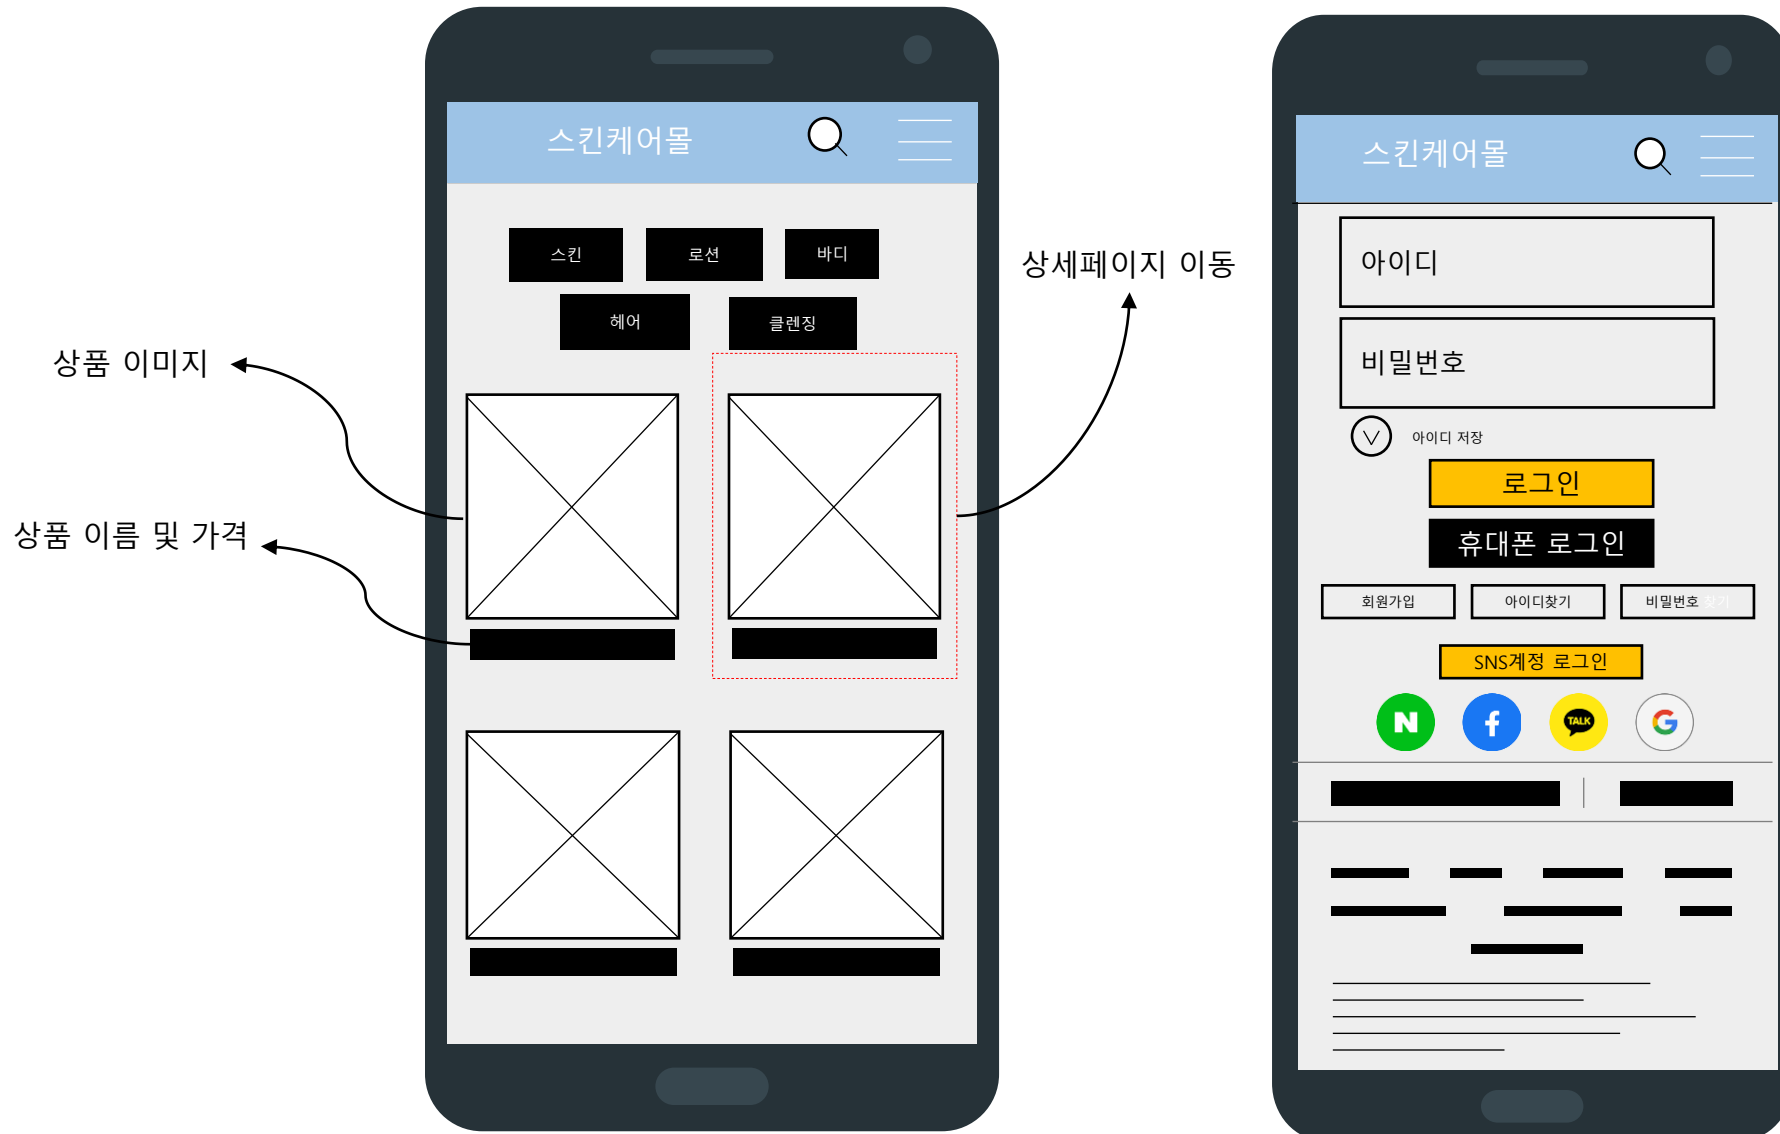 스킨케어몰
스킨
로션
바디
헤어
클렌징
상품 이미지
상품 이름 및 가격
상세페이지 이동
스킨케어몰
아이디
비밀번호
아이디 저장
로그인
휴대폰 로그인
회원가입
아이디찾기
비밀번호 찾기
SNS계정 로그인
N
f
TALK
G